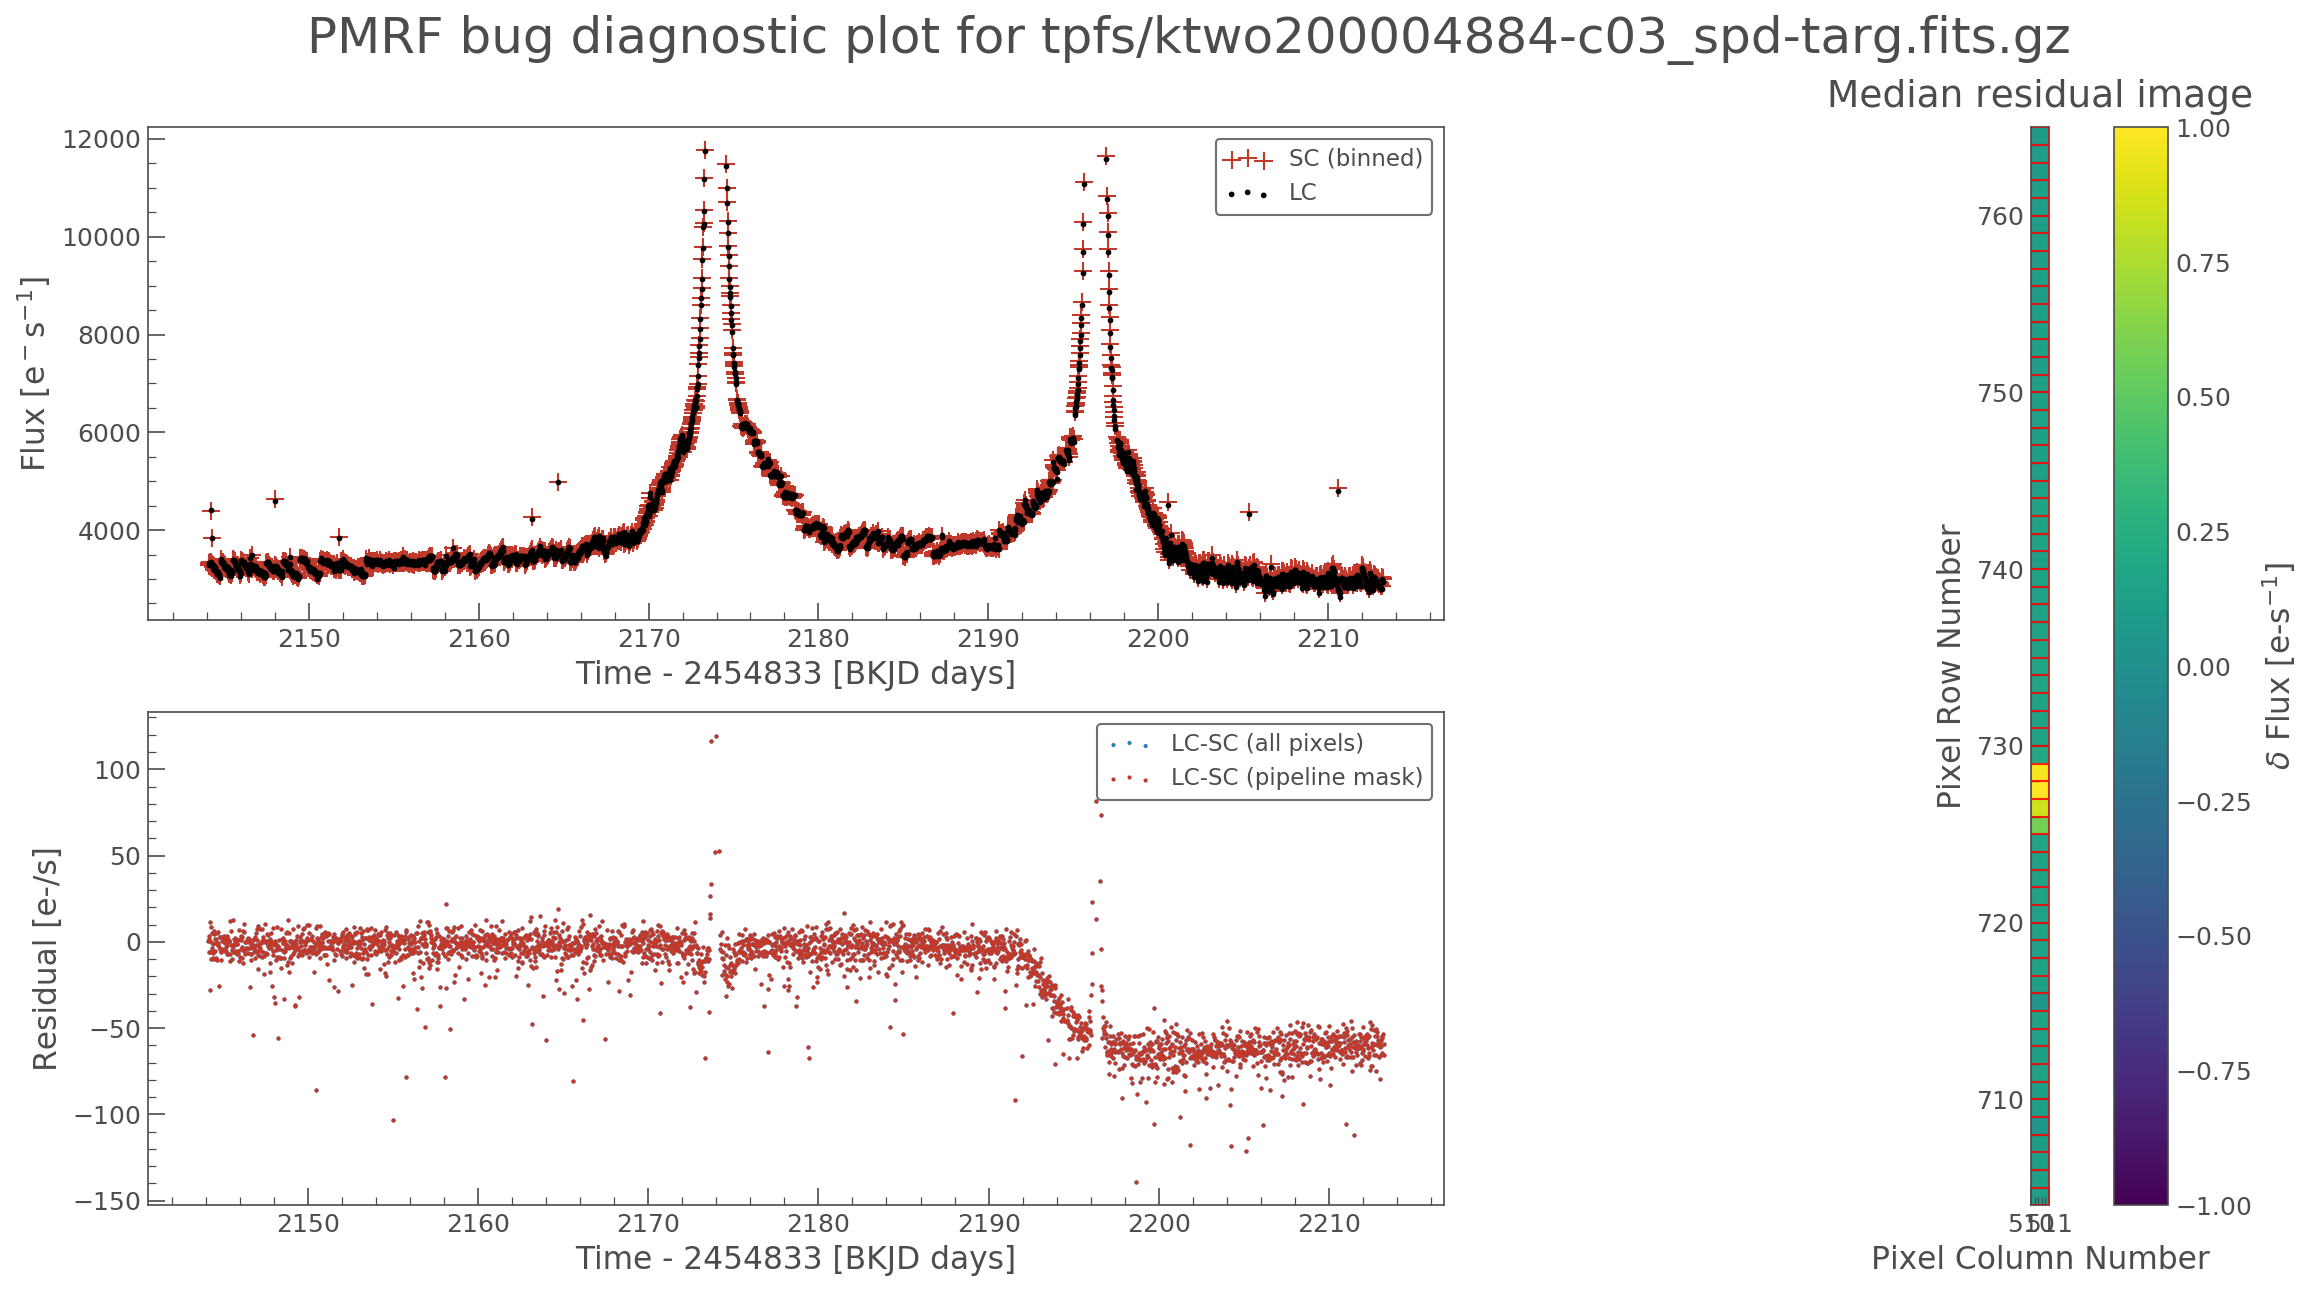 PMRF bug diagnostic plot for tpfs/ktwo200004884-c03_spd-targ.fits.gz
12000
10000
8000
6000
4000
Flux [e⁻ s⁻¹]
SC (binned)
LC
2150 2160 2170 2180 2190 2200 2210
Time - 2454833 [BKJD days]
100
50
0
−50
−100
−150
Residual [e-/s]
LC-SC (all pixels)
LC-SC (pipeline mask)
2150 2160 2170 2180 2190 2200 2210
Time - 2454833 [BKJD days]
Median residual image
760
750
740
730
720
710
Pixel Row Number
510 511
Pixel Column Number
1.00
0.75
0.50
0.25
0.00
−0.25
−0.50
−0.75
−1.00
δ Flux [e-s⁻¹]